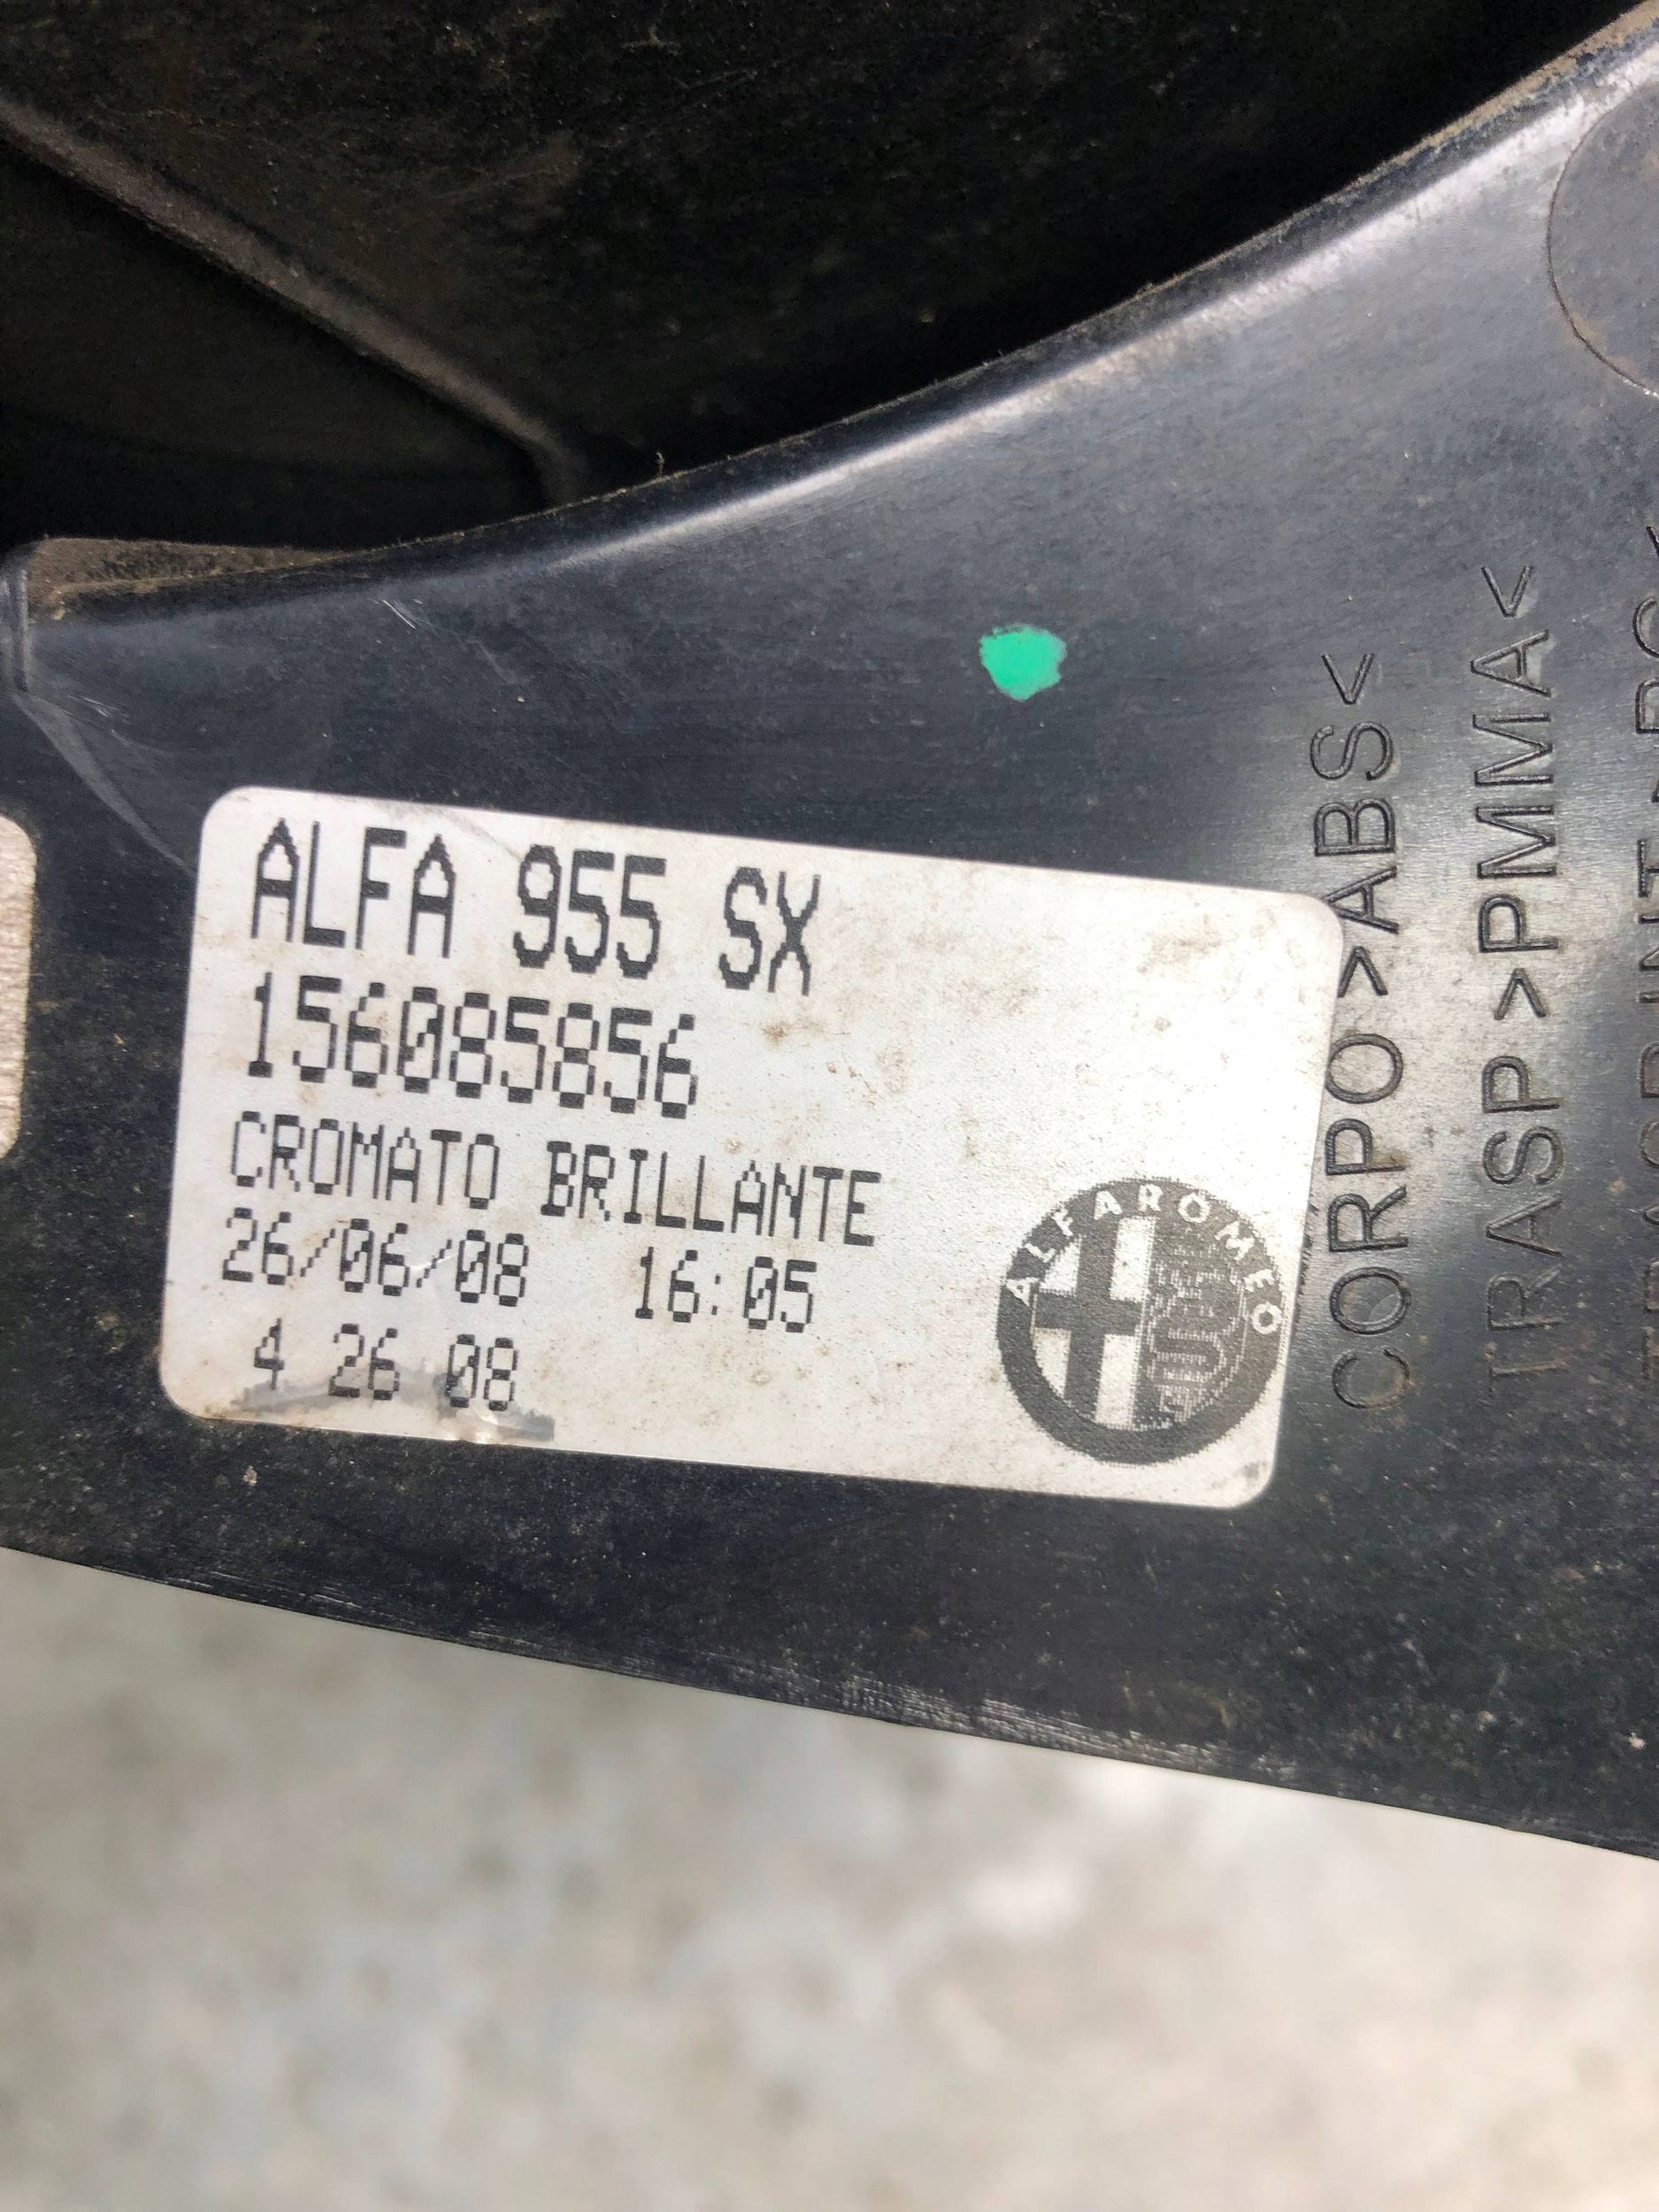 ALFA 955 SX
156085856
CROMATO BRILLANTE
26/06/08 16:05
4 26 08
ALFA ROMEO
CORPO >ABS<
TRASP >PMMA<